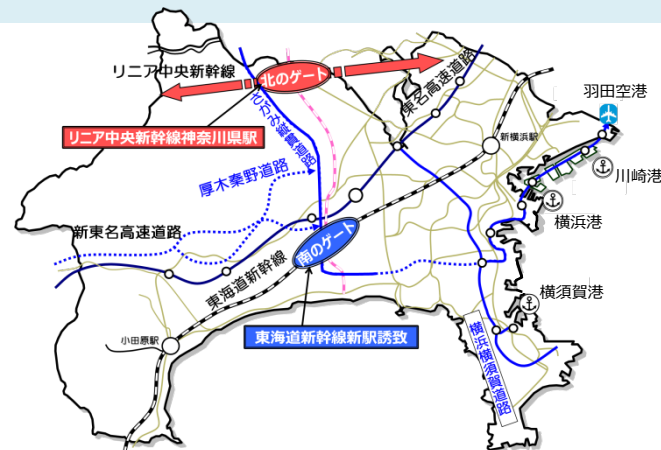 リニア中央新幹線
北のゲート
東名高速道路
羽田空港
リニア中央新幹線神奈川県駅
さがみ縦貫道路
新横浜駅
川崎港
厚木秦野道路
横浜港
新東名高速道路
南のゲート
東海道新幹線
横須賀港
小田原駅
東海道新幹線新駅誘致
横浜横須賀道路